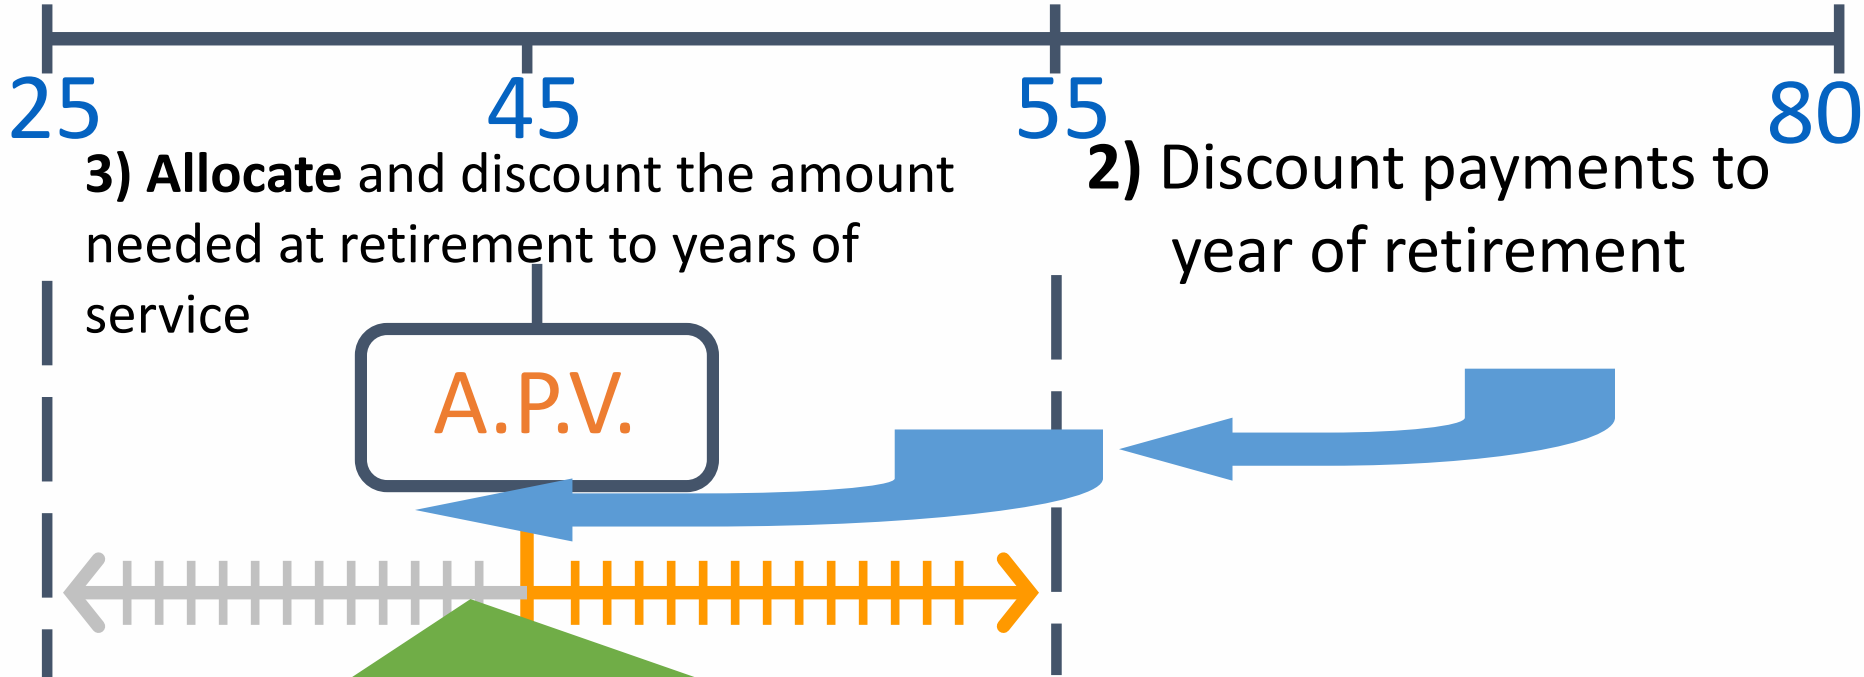 25 45 55 80
3) Allocate and discount the amount
needed at retirement to years of
service
2) Discount payments to
year of retirement
A.P.V.